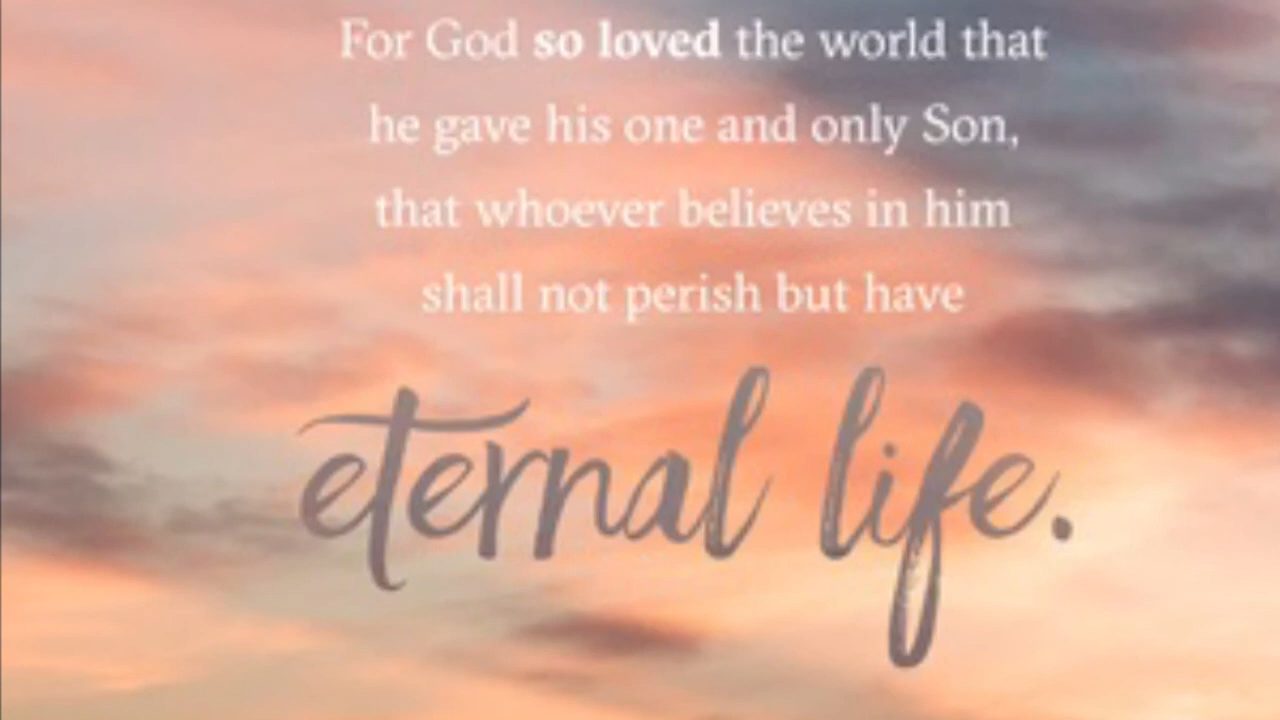 For God so loved the world that
he gave his one and only Son,
that whoever believes in him
shall not perish but have
eternal life.